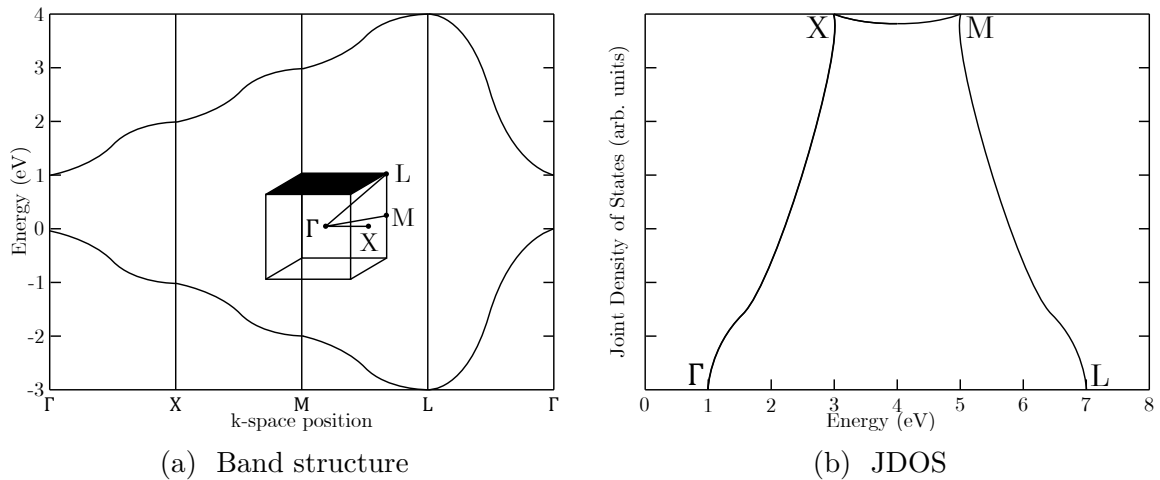 4
3
2
1
0
-1
-2
-3
Energy (eV)
Γ
X
M
L
Γ
k-space position
L
Γ
M
X
(a) Band structure
Joint Density of States (arb. units)
X
M
Γ
L
0
1
2
3
4
5
6
7
8
Energy (eV)
(b) JDOS